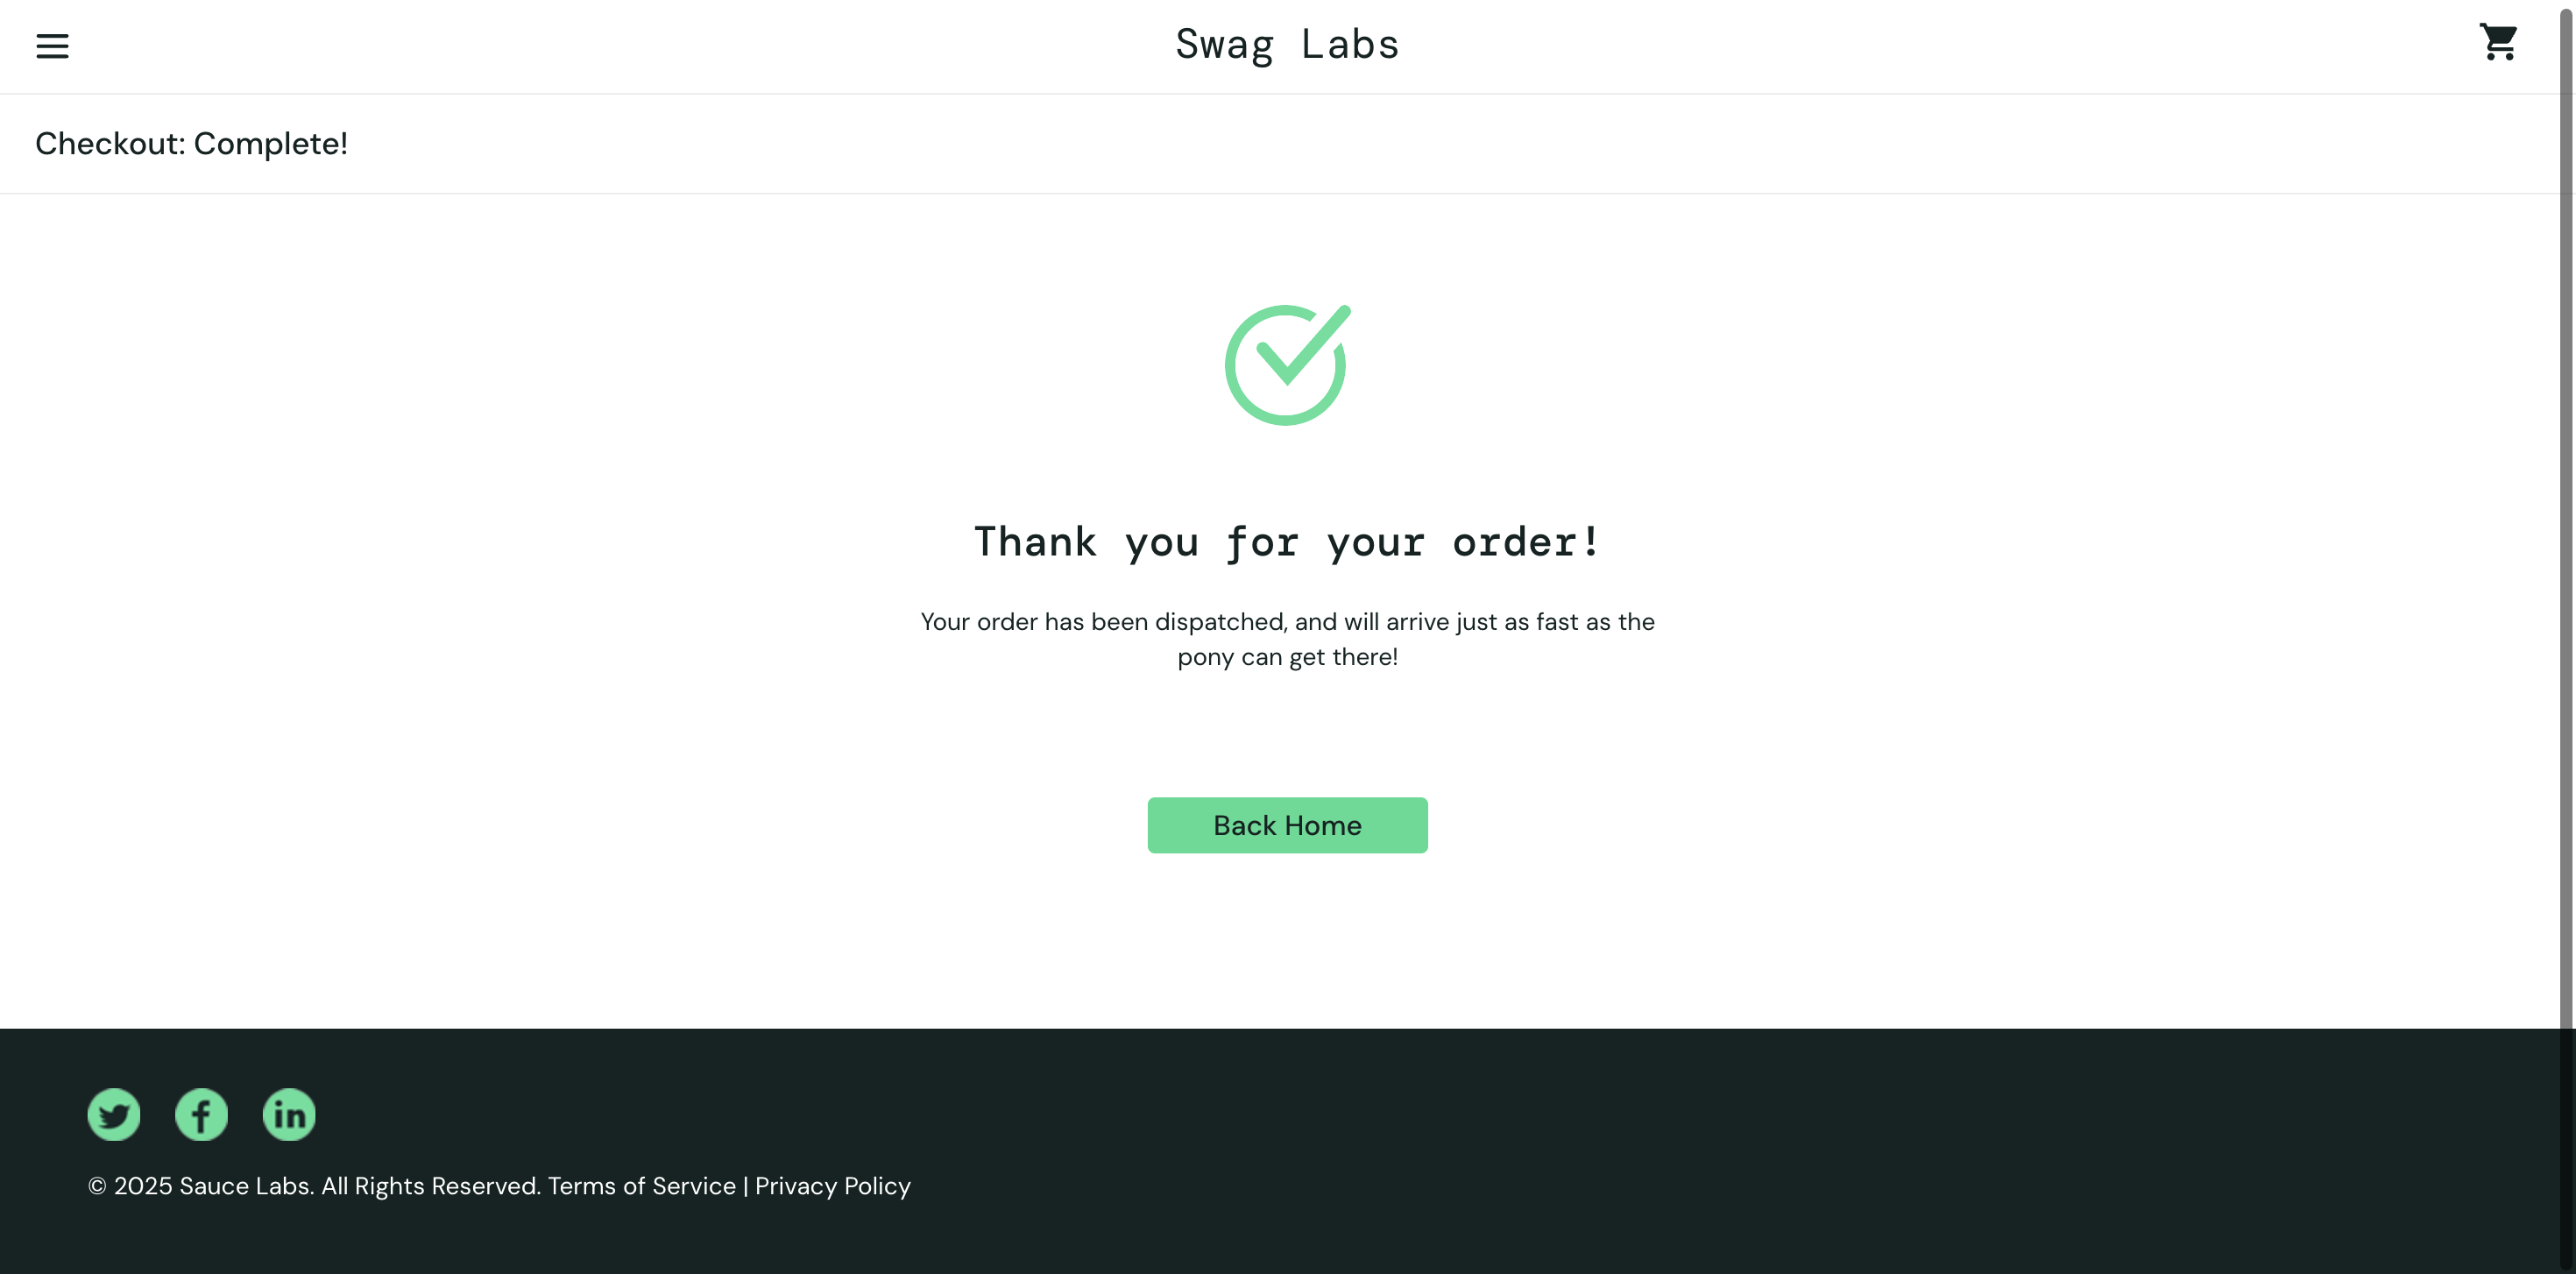 Swag Labs
Checkout: Complete!
Thank you for your order!
Your order has been dispatched, and will arrive just as fast as the
pony can get there!
Back Home
© 2025 Sauce Labs. All Rights Reserved. Terms of Service | Privacy Policy